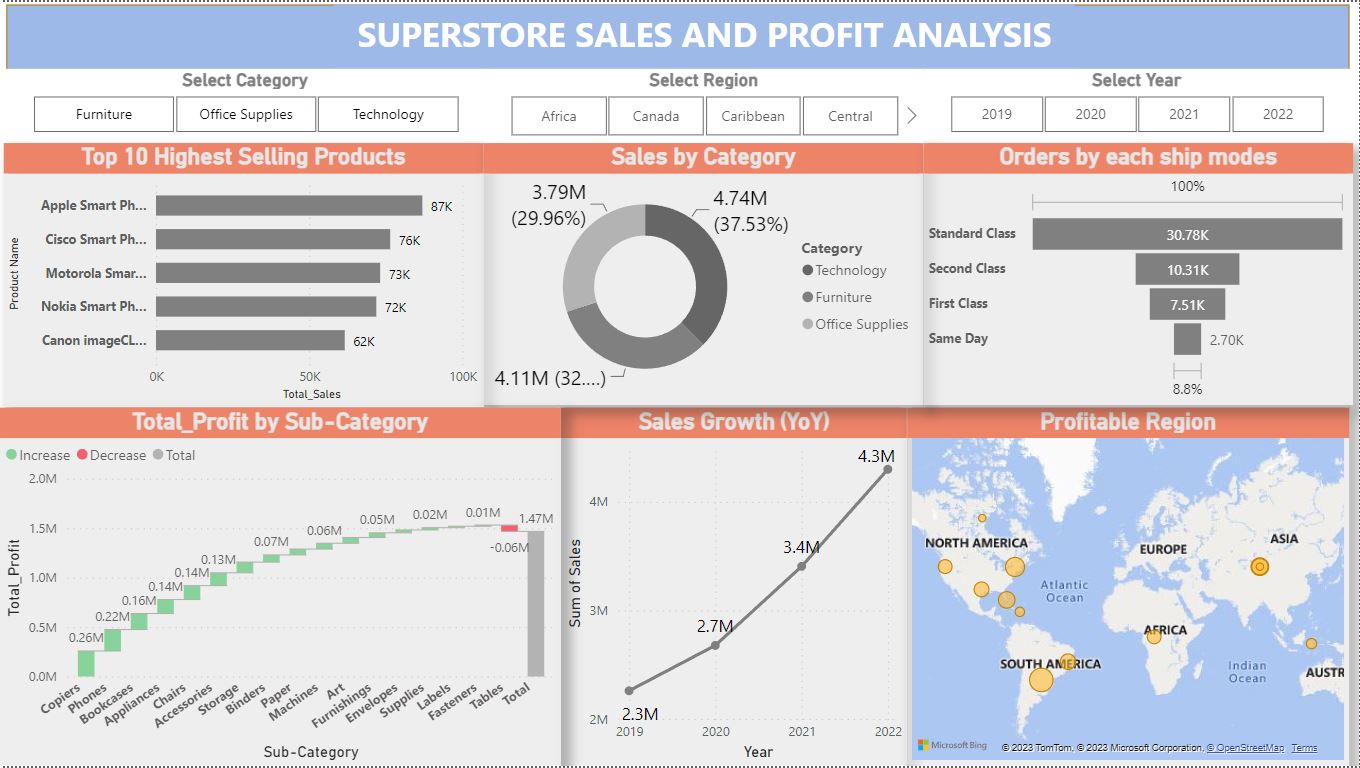 SUPERSTORE SALES AND PROFIT ANALYSIS
Select Category
Furniture
Office Supplies
Technology
Select Region
Africa
Canada
Caribbean
Central
Select Year
2019
2020
2021
2022
Top 10 Highest Selling Products
Product Name
Apple Smart Ph...
87K
Cisco Smart Ph...
76K
Motorola Smar...
73K
Nokia Smart Ph...
72K
Canon imageCL...
62K
0K
50K
100K
Total_Sales
Sales by Category
3.79M
(29.96%)
4.74M
(37.53%)
4.11M (32....)
Category
Technology
Furniture
Office Supplies
Orders by each ship modes
100%
Standard Class
30.78K
Second Class
10.31K
First Class
7.51K
Same Day
2.70K
8.8%
Total_Profit by Sub-Category
Increase
Decrease
Total
Total_Profit
2.0M
1.5M
1.0M
0.5M
0.0M
0.26M
0.22M
0.16M
0.14M
0.14M
0.13M
0.07M
0.06M
0.05M
0.02M
0.01M
-0.06M
1.47M
Copiers
Phones
Bookcases
Appliances
Chairs
Accessories
Storage
Binders
Paper
Machines
Art
Furnishings
Envelopes
Supplies
Labels
Fasteners
Tables
Total
Sub-Category
Sales Growth (YoY)
Sum of Sales
4M
3M
2M
2.3M
2.7M
3.4M
4.3M
2019
2020
2021
2022
Year
Profitable Region
NORTH AMERICA
EUROPE
ASIA
Atlantic
Ocean
AFRICA
SOUTH AMERICA
Indian
Ocean
AUSTR
Microsoft Bing
© 2023 TomTom, © 2023 Microsoft Corporation, © OpenStreetMap Terms